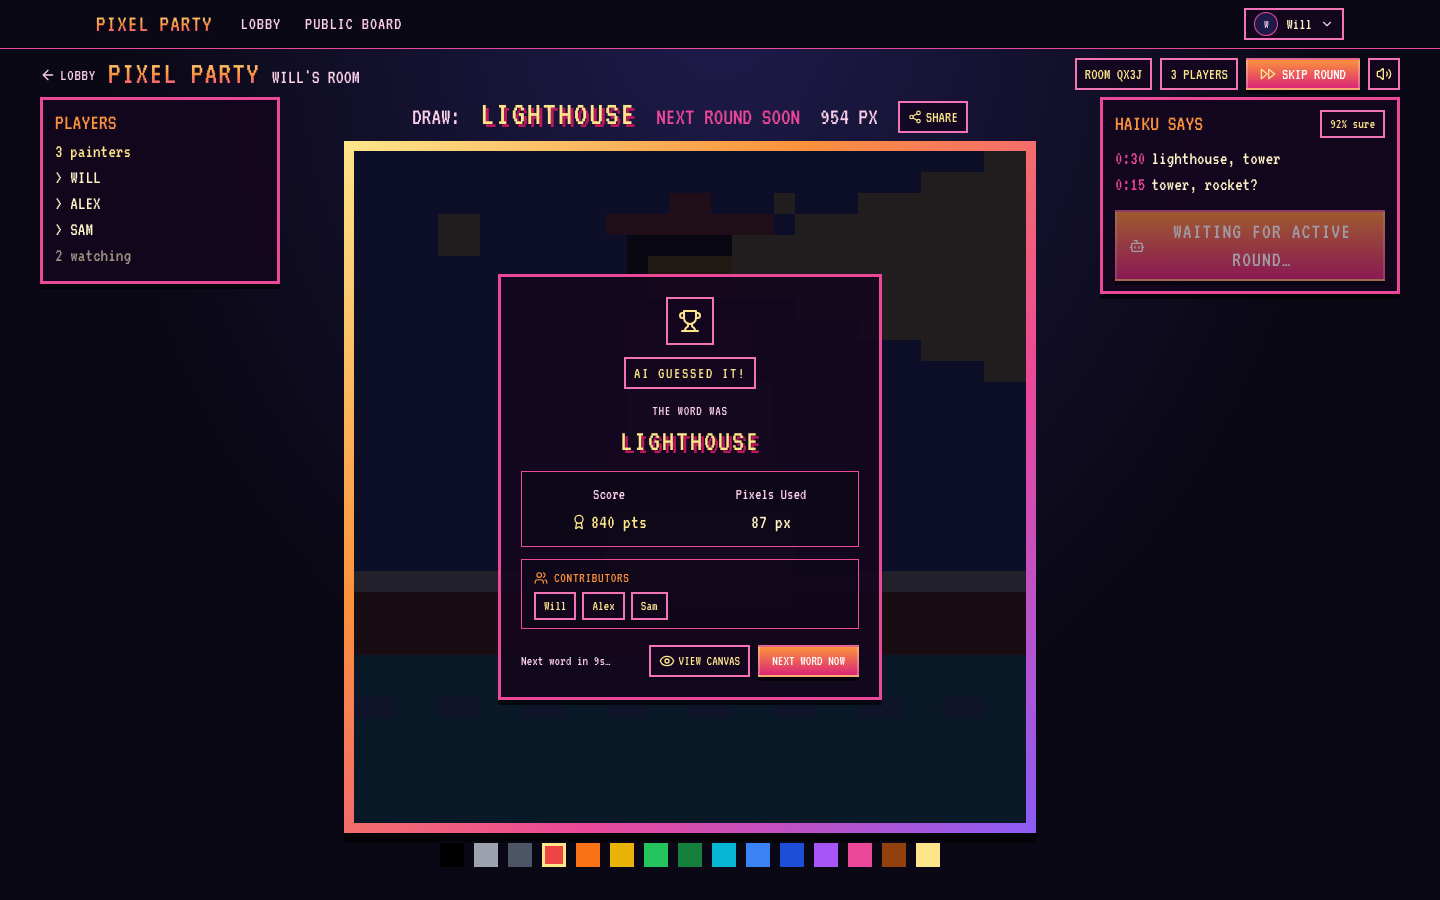 PIXEL PARTY LOBBY PUBLIC BOARD W Will
LOBBY PIXEL PARTY WILL'S ROOM ROOM QX3J 3 PLAYERS SKIP ROUND
PLAYERS
3 painters
WILL
ALEX
SAM
2 watching
DRAW: LIGHTHOUSE NEXT ROUND SOON 954 PX SHARE
AI GUESSED IT!
THE WORD WAS
LIGHTHOUSE
Score Pixels Used
840 pts 87 px
CONTRIBUTORS
Will Alex Sam
Next word in 9s… VIEW CANVAS NEXT WORD NOW
HAIKU SAYS 92% sure
0:30 lighthouse, tower
0:15 tower, rocket?
WAITING FOR ACTIVE
ROUND…